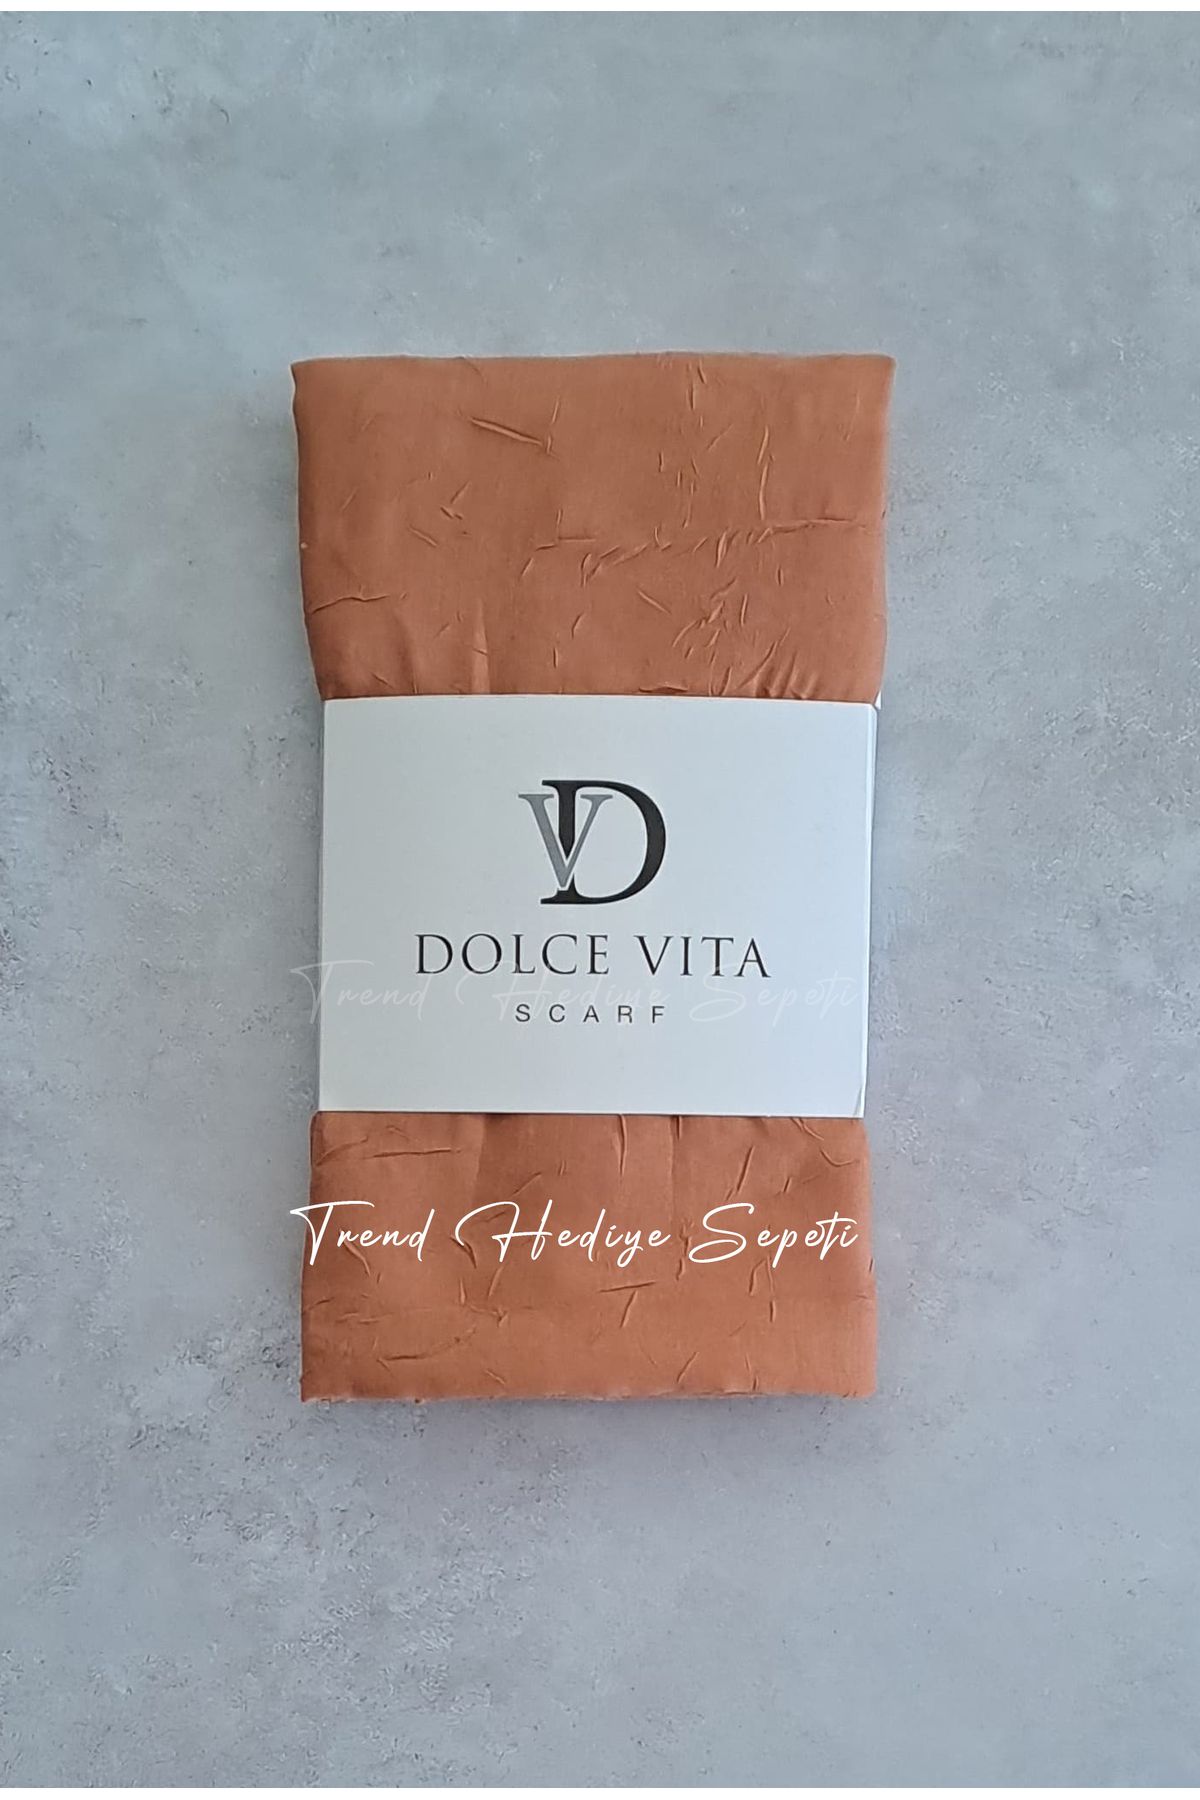 VD
DOLCE VITA
Trend Hediye Sepeti
SCARF
Trend Hediye Sepeti